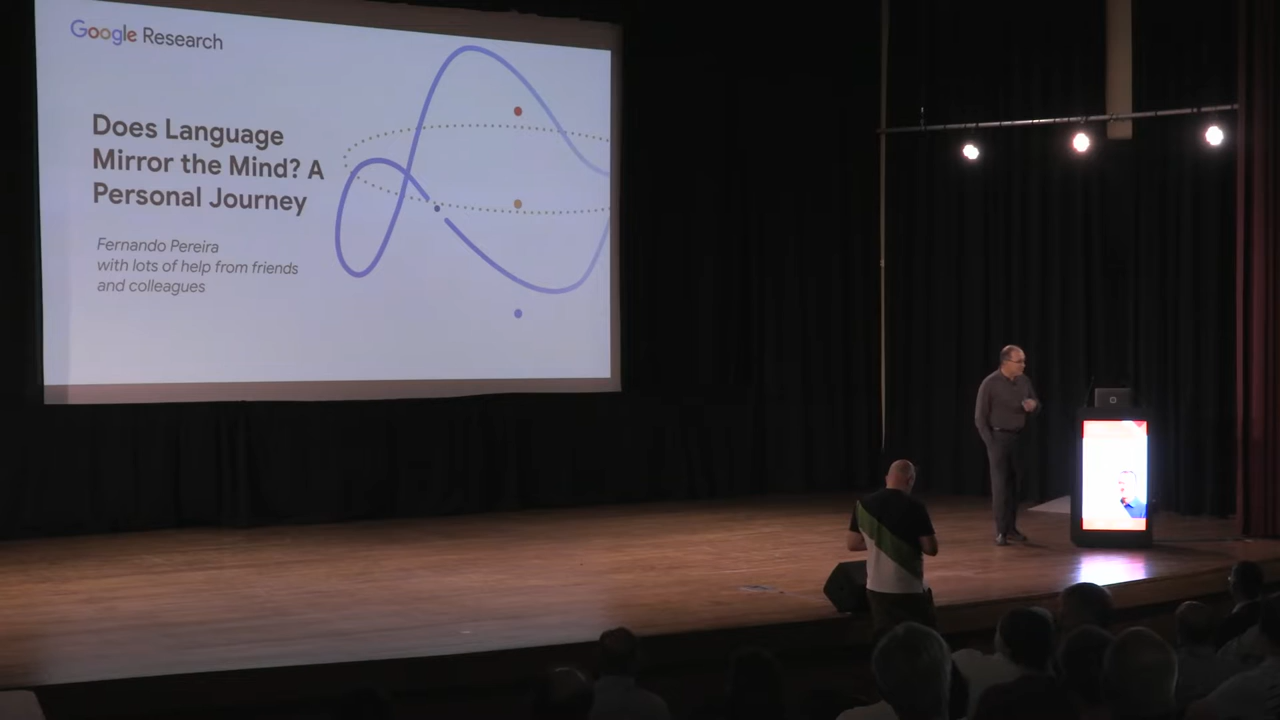 Google Research
Does Language
Mirror the Mind? A
Personal Journey
Fernando Pereira
with lots of help from friends
and colleagues